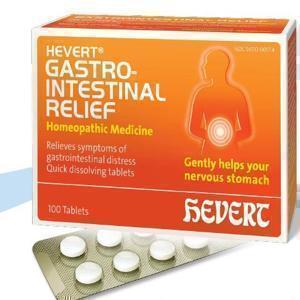 HEVERT®
GASTRO-
INTESTINAL
RELIEF
Homeopathic Medicine
Relieves symptoms of
gastrointestinal distress
Quick dissolving tablets
100 Tablets
Gently helps your
nervous stomach
HEVERT